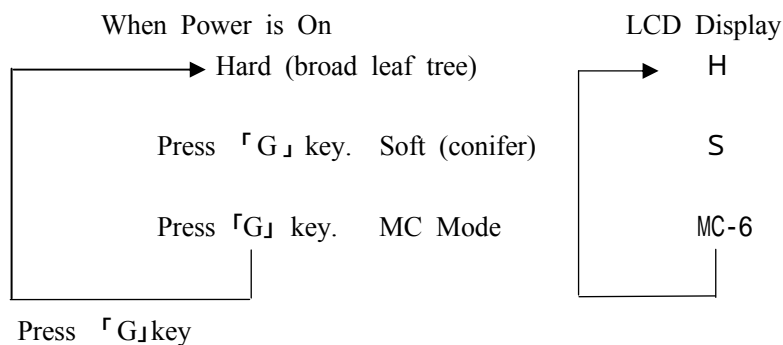 When Power is On LCD Display
Hard (broad leaf tree) H
Press 「G」 key. Soft (conifer) S
Press 「G」 key. MC Mode MC-6
Press 「G」key